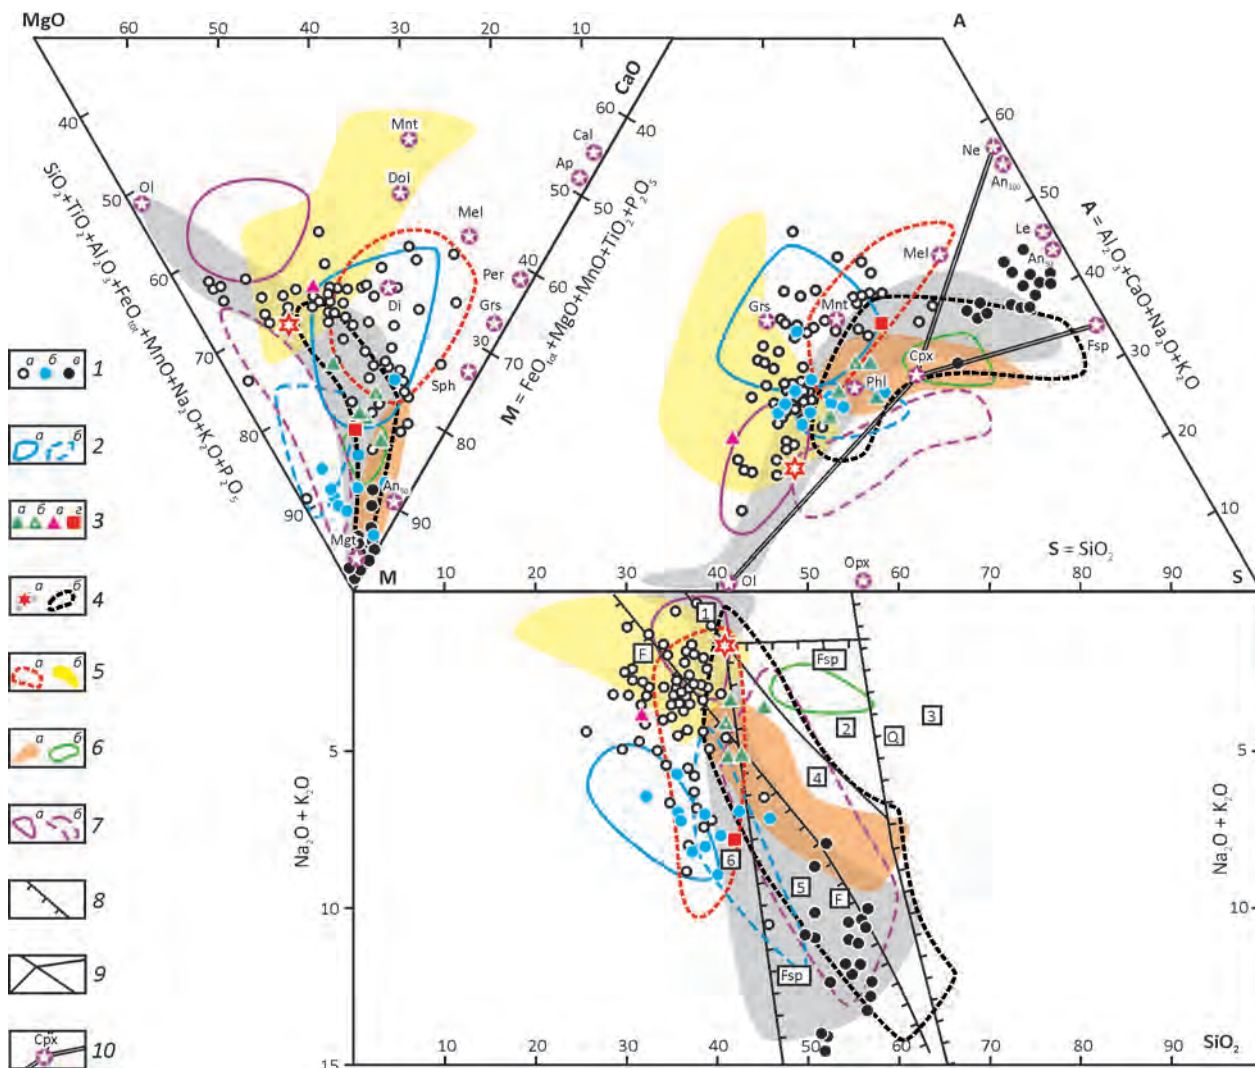 MgO
60
50
40
30
20
10
CaO
40
50
60
70
80
90
60
50
40
30
40
60
70
80
90
SiO₂+TiO₂+Al₂O₃+FeO tot+MnO+Na₂O+K₂O+P₂O₅
M = FeO tot+MgO+MnO+TiO₂+P₂O₅
Ol
Mnt
Dol
Cal
Ap
Mel
Per
Di
Grs
Sph
An₅₀
Mgt
M
A
60
50
40
30
20
10
A = Al₂O₃+CaO+Na₂O+K₂O
Ne
An₁₀₀
Le
An₅₀
Fsp
Mel
Grs
Mnt
Cpx
Phl
Ol
Opx
S = SiO₂
10
20
30
40
50
60
70
80
90
S
1
F
Fsp
2
3
Q
4
5
6
F
Fsp
5
10
15
5
10
Na₂O + K₂O
Na₂O + K₂O
10
20
30
40
50
60
70
80
90
SiO₂
а б в
1
а б
2
а б в г
3
а б
4
а б
5
а б
6
а б
7
8
9
Cpx
10